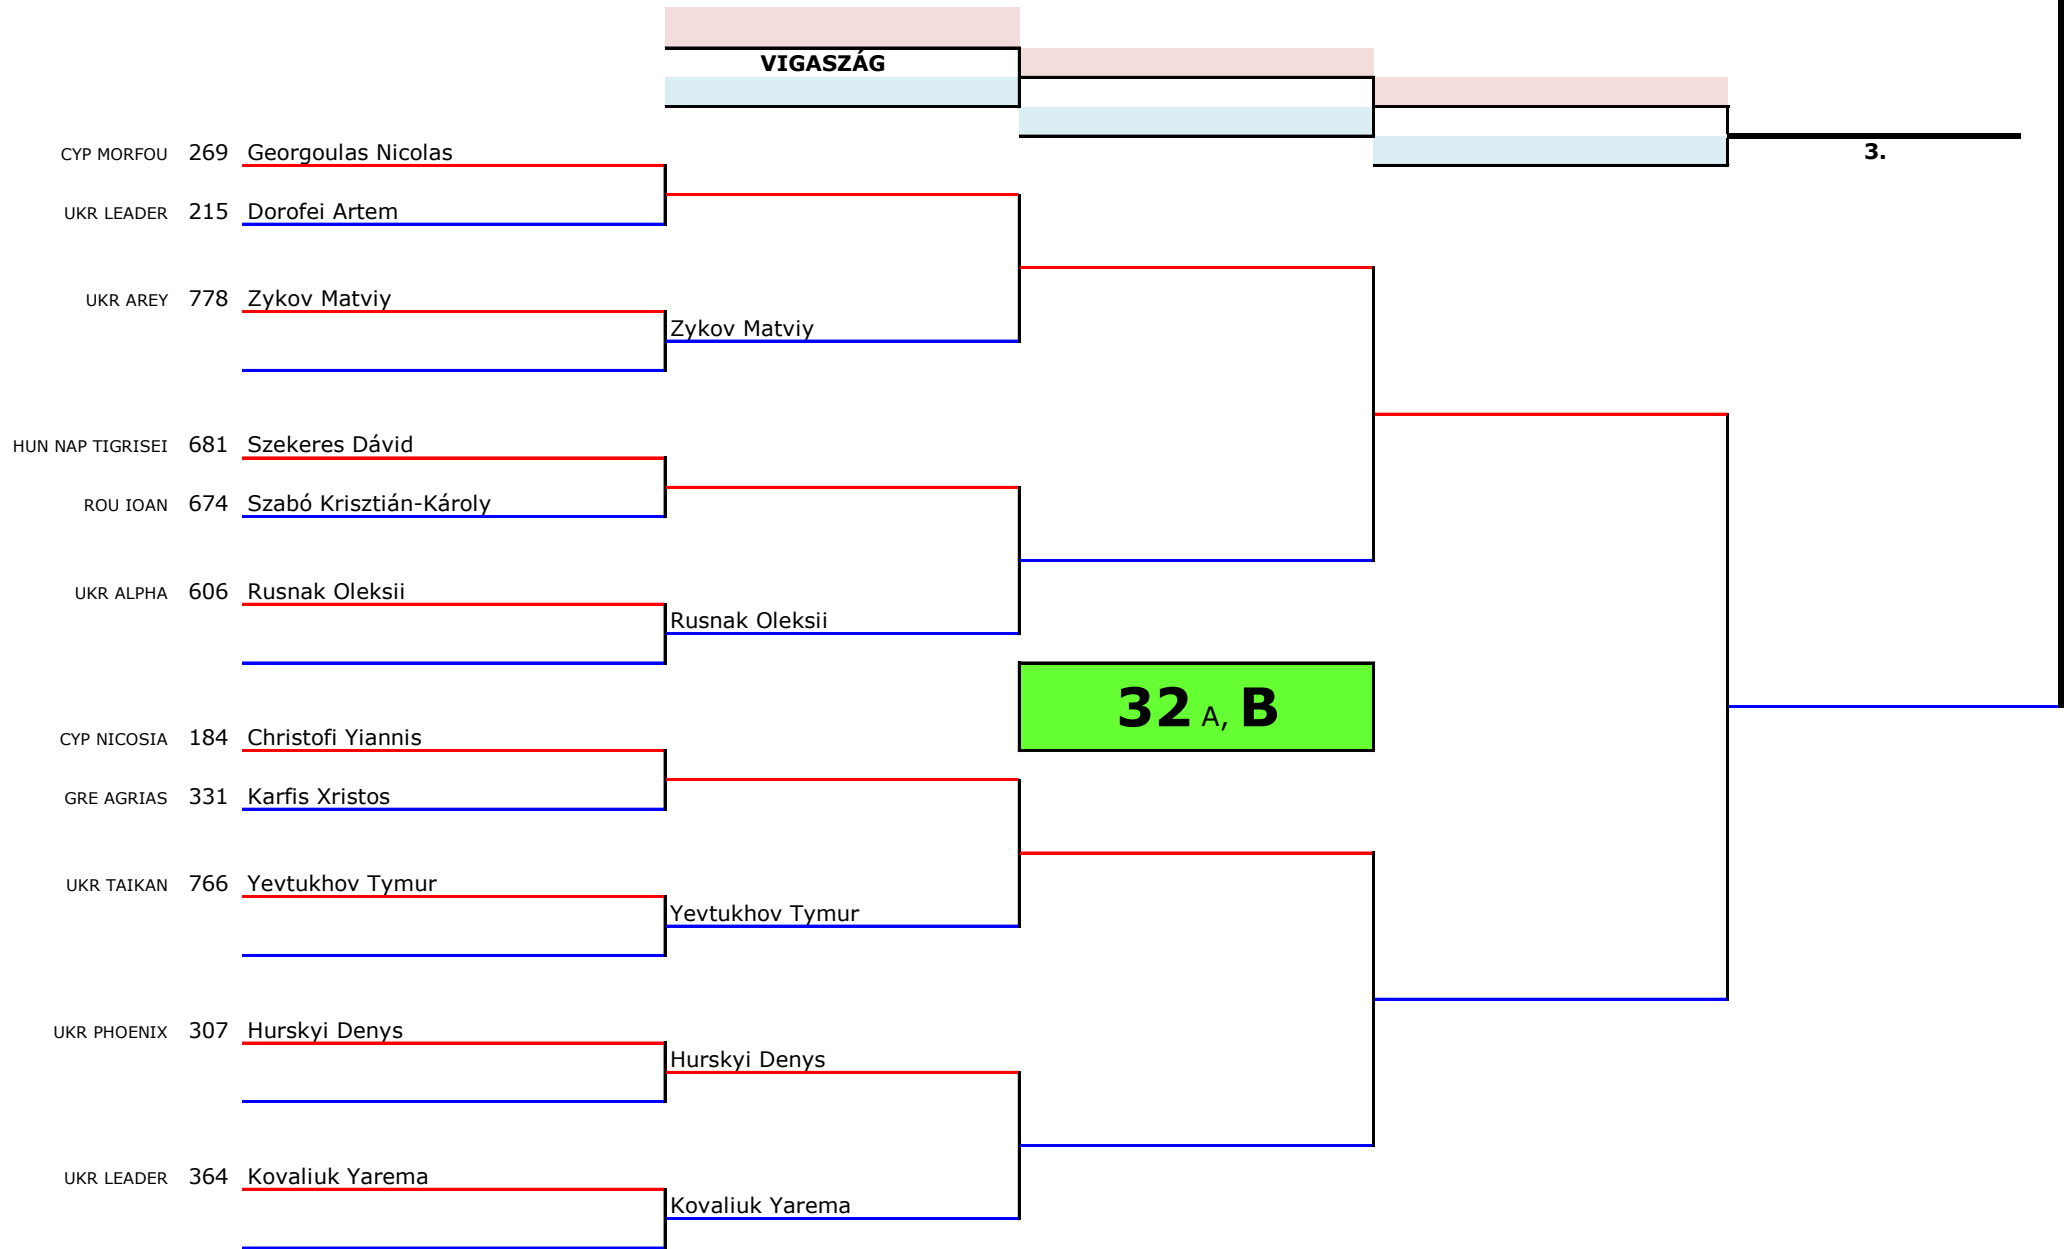 VIGASZÁG
3.
CYP MORFOU 269 Georgoulas Nicolas
UKR LEADER 215 Dorofei Artem
UKR AREY 778 Zykov Matviy
Zykov Matviy
HUN NAP TIGRISEI 681 Szekeres Dávid
ROU IOAN 674 Szabó Krisztián-Károly
UKR ALPHA 606 Rusnak Oleksii
Rusnak Oleksii
32 A, B
CYP NICOSIA 184 Christofi Yiannis
GRE AGRIAS 331 Karfis Xristos
UKR TAIKAN 766 Yevtukhov Tymur
Yevtukhov Tymur
UKR PHOENIX 307 Hurskyi Denys
Hurskyi Denys
UKR LEADER 364 Kovaliuk Yarema
Kovaliuk Yarema